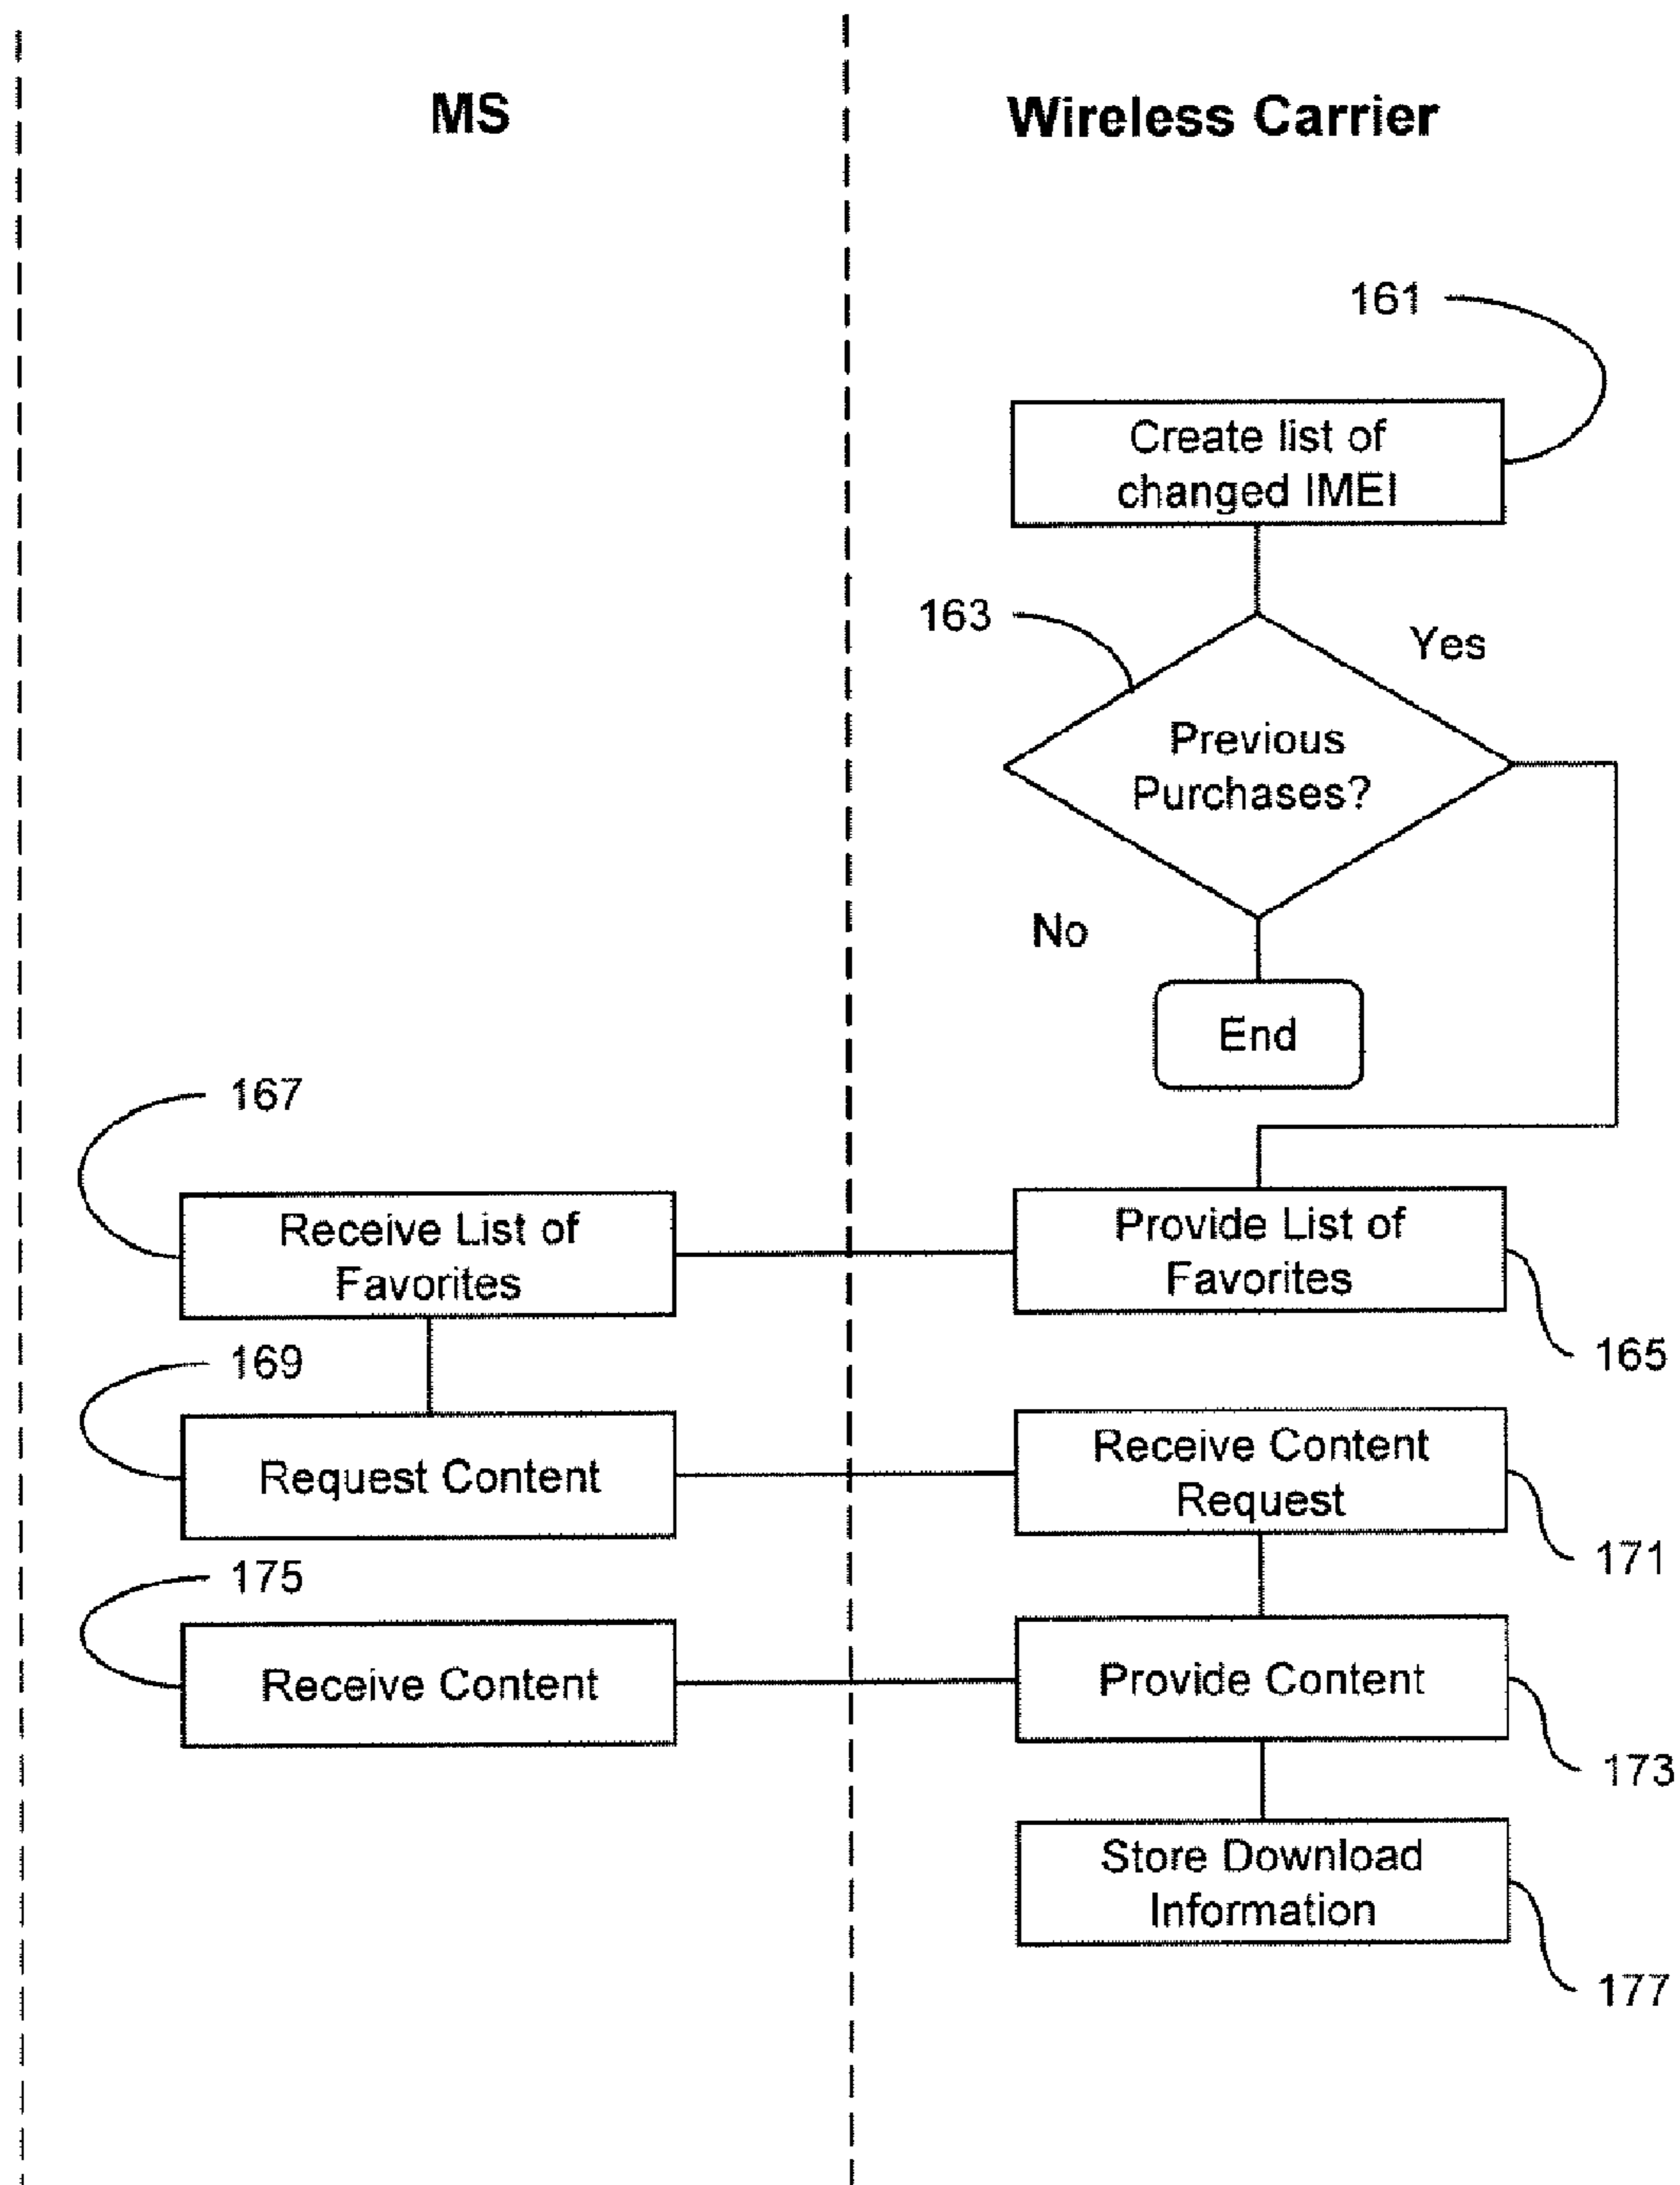 MS
Wireless Carrier
161
Create list of
changed IMEI
163
Yes
Previous
Purchases?
No
End
167
Receive List of
Favorites
Provide List of
Favorites
165
169
Request Content
Receive Content
Request
171
175
Receive Content
Provide Content
173
Store Download
Information
177